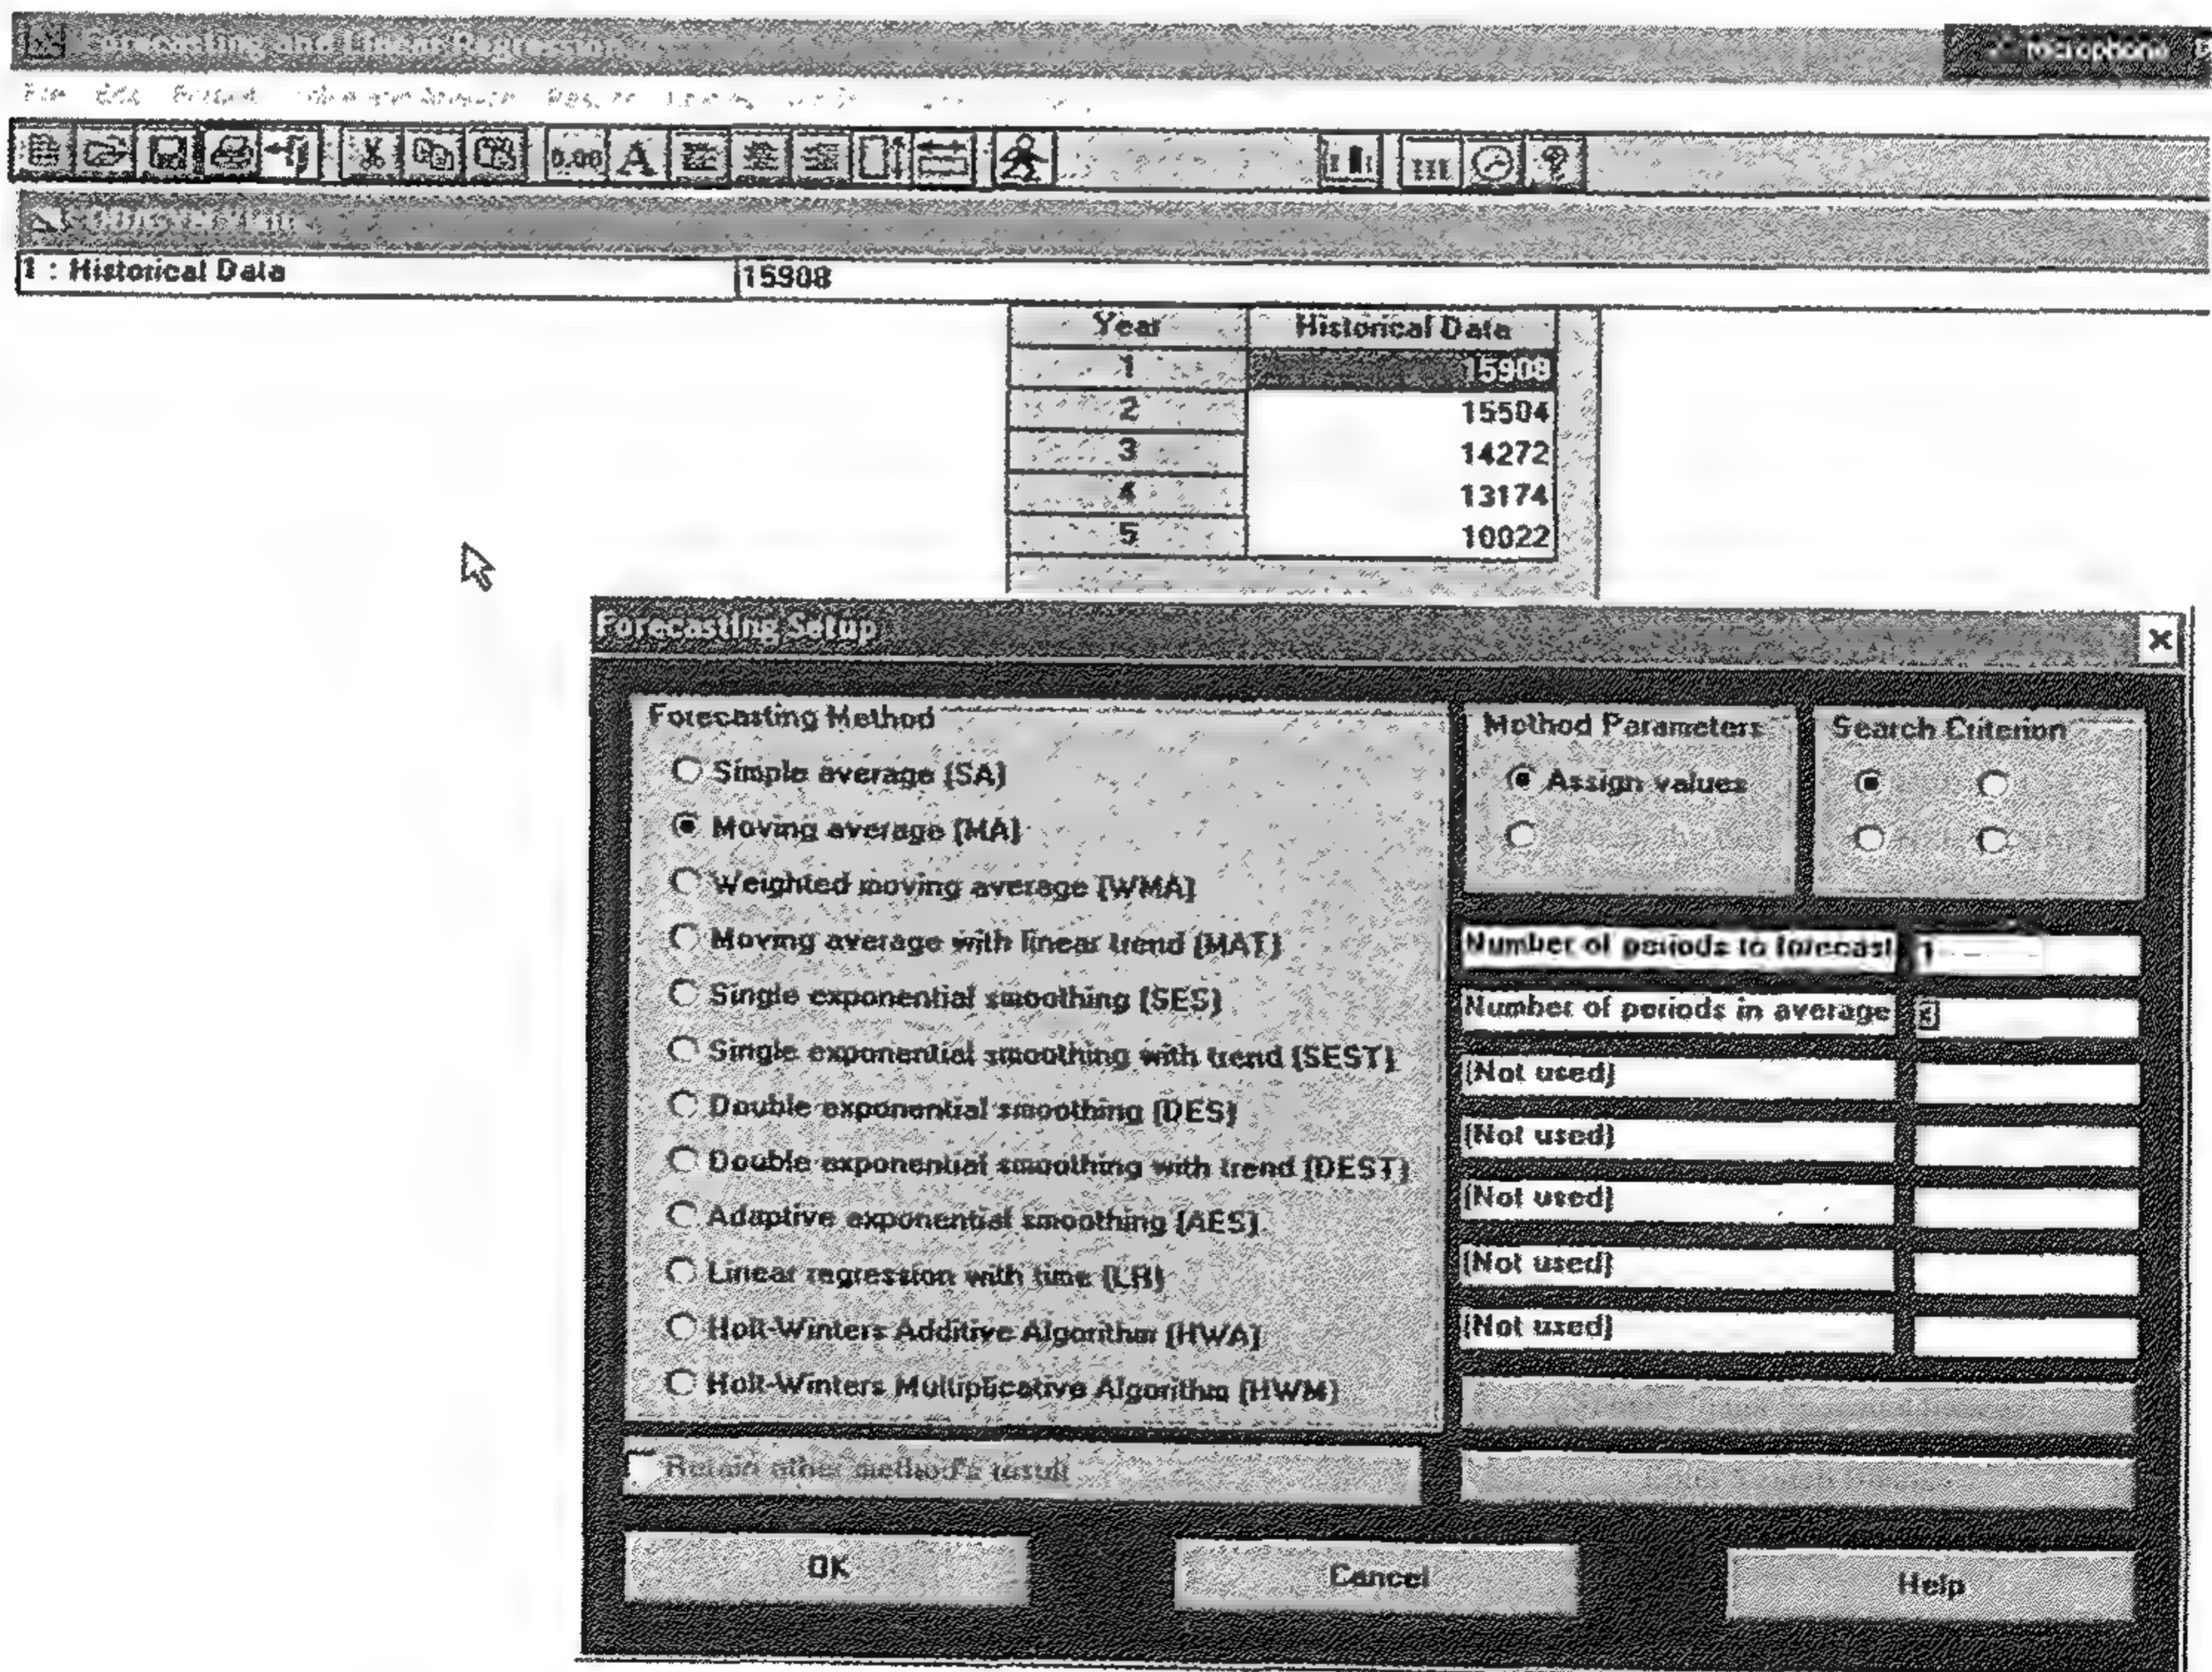 Forecasting and Linear Regression
microphone
File Edit Format
0.00 A
1 : Historical Data 15908
Year Historical Data
1 15908
2 15504
3 14272
4 13174
5 10022
Forecasting Setup
Forecasting Method
Simple average (SA)
Moving average (MA)
Weighted moving average (WMA)
Moving average with linear trend (MAT)
Single exponential smoothing (SES)
Single exponential smoothing with trend (SEST)
Double exponential smoothing (DES)
Double exponential smoothing with trend (DEST)
Adaptive exponential smoothing (AES)
Linear regression with time (LR)
Holt-Winters Additive Algorithm (HWA)
Holt-Winters Multiplicative Algorithm (HWM)
Retain other method's result
Method Parameters
Assign values
Search Criterion
Number of periods to forecast 1
Number of periods in average 3
(Not used)
(Not used)
(Not used)
(Not used)
(Not used)
OK
Cancel
Help